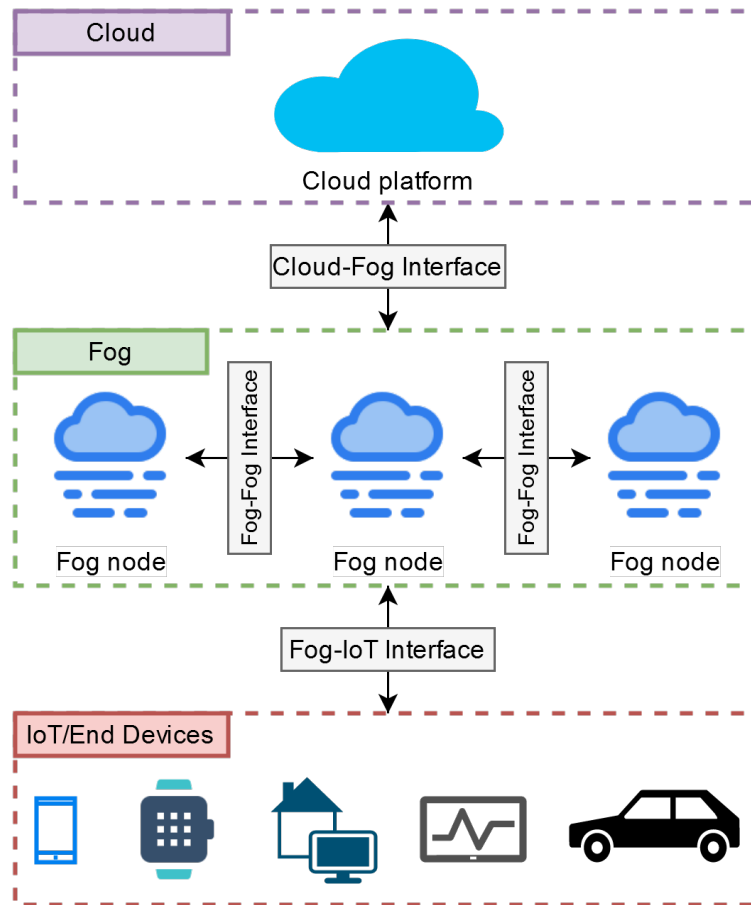 Cloud
Cloud platform
Cloud-Fog Interface
Fog
Fog-Fog Interface
Fog-Fog Interface
Fog node
Fog node
Fog node
Fog-IoT Interface
IoT/End Devices